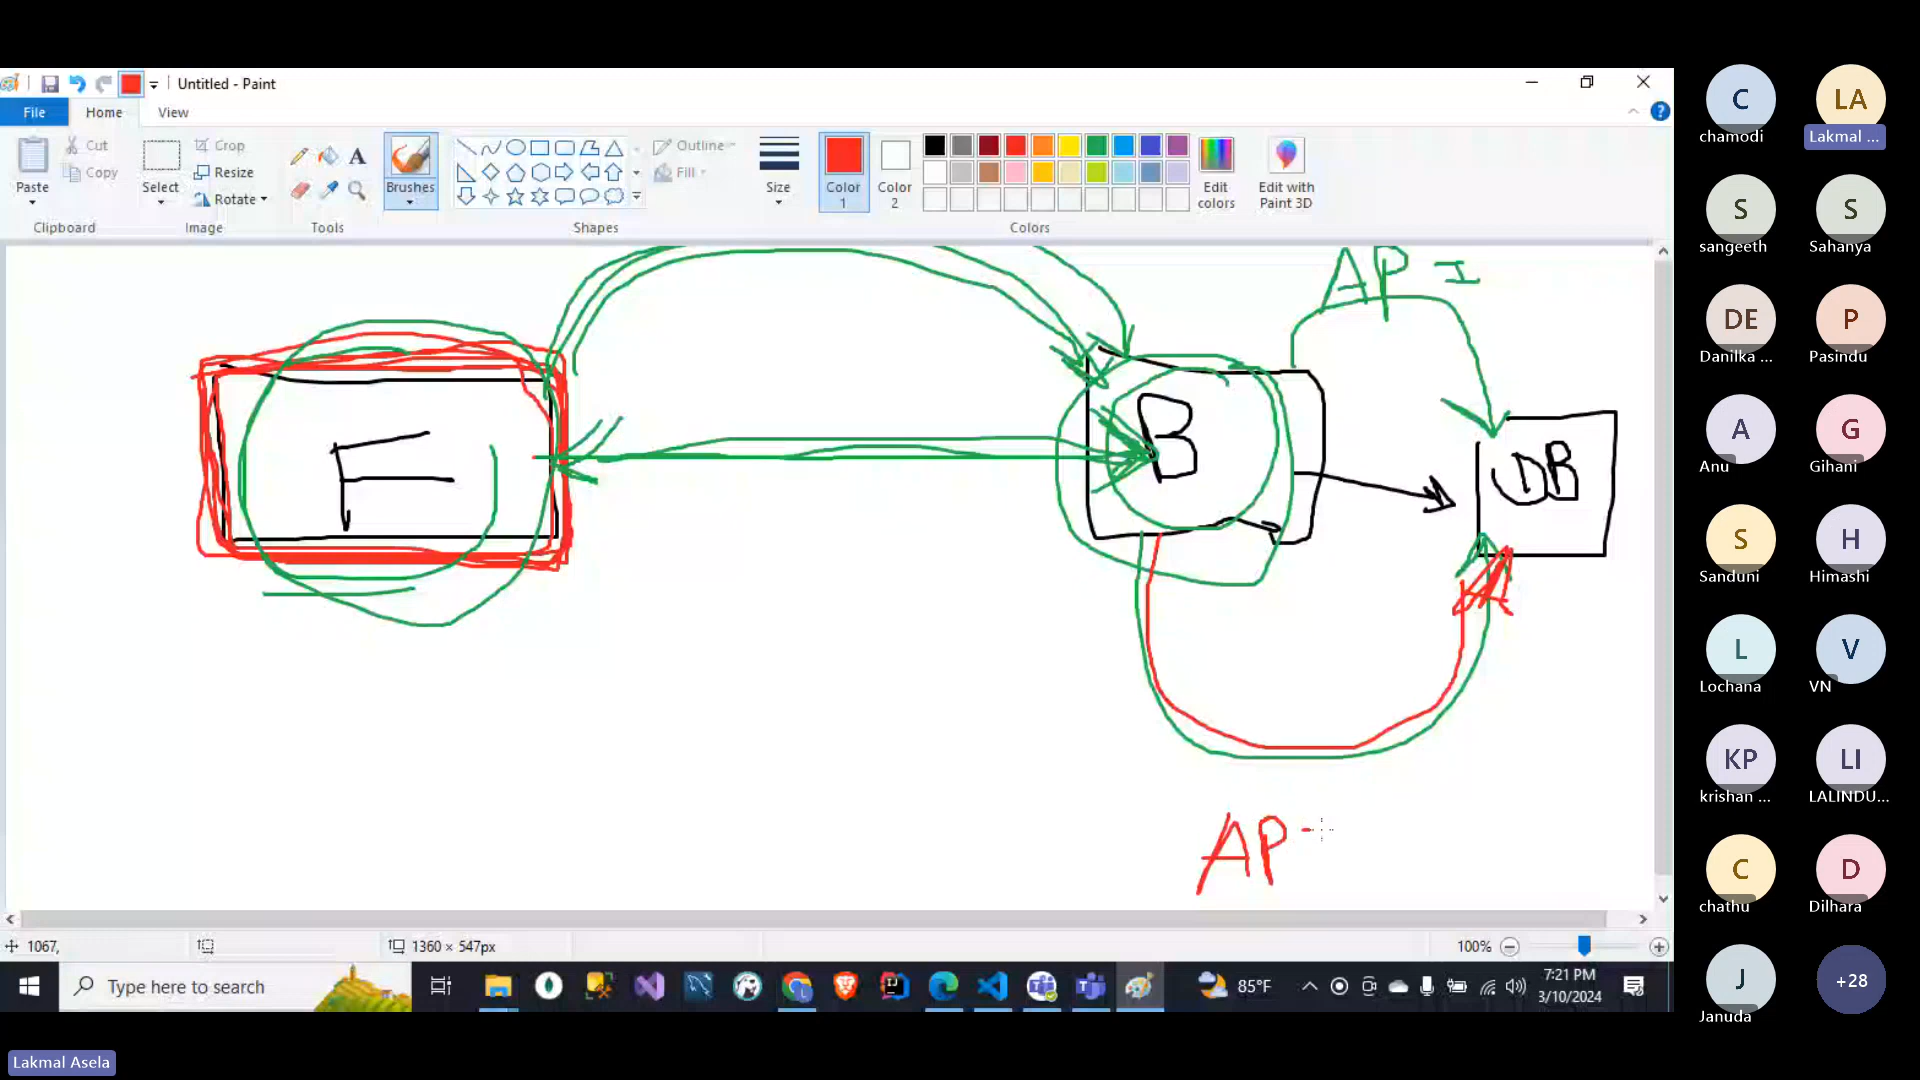 Untitled - Paint
File Home View
Paste
Cut
Copy
Clipboard
Select
Crop
Resize
Rotate
Image
Tools
Brushes
Outline
Fill
Shapes
Size
Color
1
Color
2
Edit
colors
Edit with
Paint 3D
Colors
API
F
B
DB
AP
1067,
1360 × 547px
100%
Type here to search
85°F
7:21 PM
3/10/2024
C
chamodi
LA
Lakmal ...
S
sangeeth
S
Sahanya
DE
Danilka ...
P
Pasindu
A
Anu
G
Gihani
S
Sanduni
H
Himashi
L
Lochana
V
VN
KP
krishan ...
LI
LALINDU...
C
chathu
D
Dilhara
J
Januda
+28
Lakmal Asela